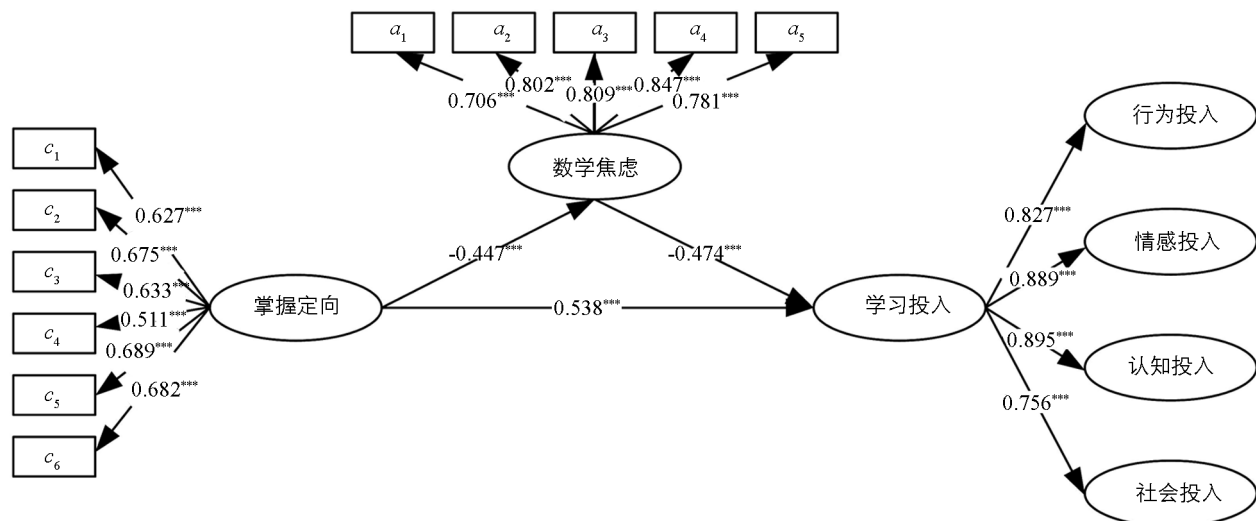 a₁ a₂ a₃ a₄ a₅
0.706*** 0.802*** 0.809*** 0.847*** 0.781***
数学焦虑
c₁
c₂
c₃
c₄
c₅
c₆
0.627***
0.675***
0.633***
0.511***
0.689***
0.682***
掌握定向
-0.447***
-0.474***
0.538***
学习投入
0.827***
0.889***
0.895***
0.756***
行为投入
情感投入
认知投入
社会投入